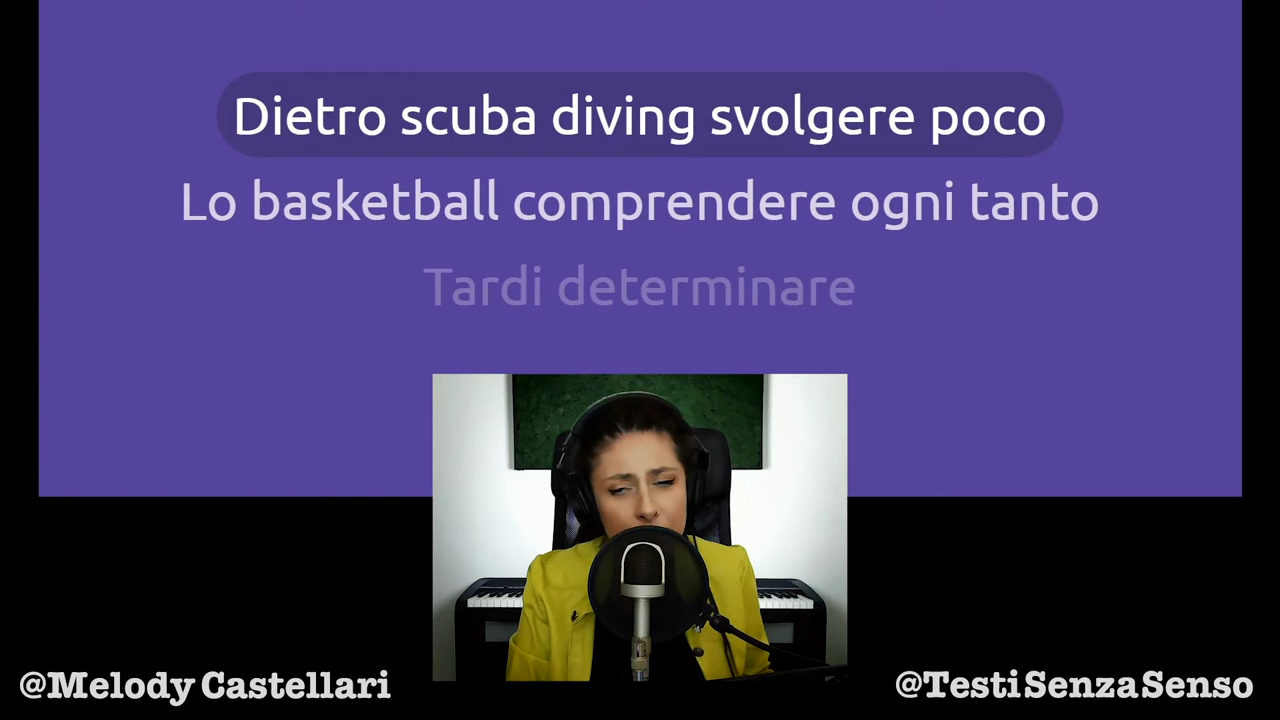 Dietro scuba diving svolgere poco
Lo basketball comprendere ogni tanto
Tardi determinare
@Melody Castellari
@TestiSenzaSenso